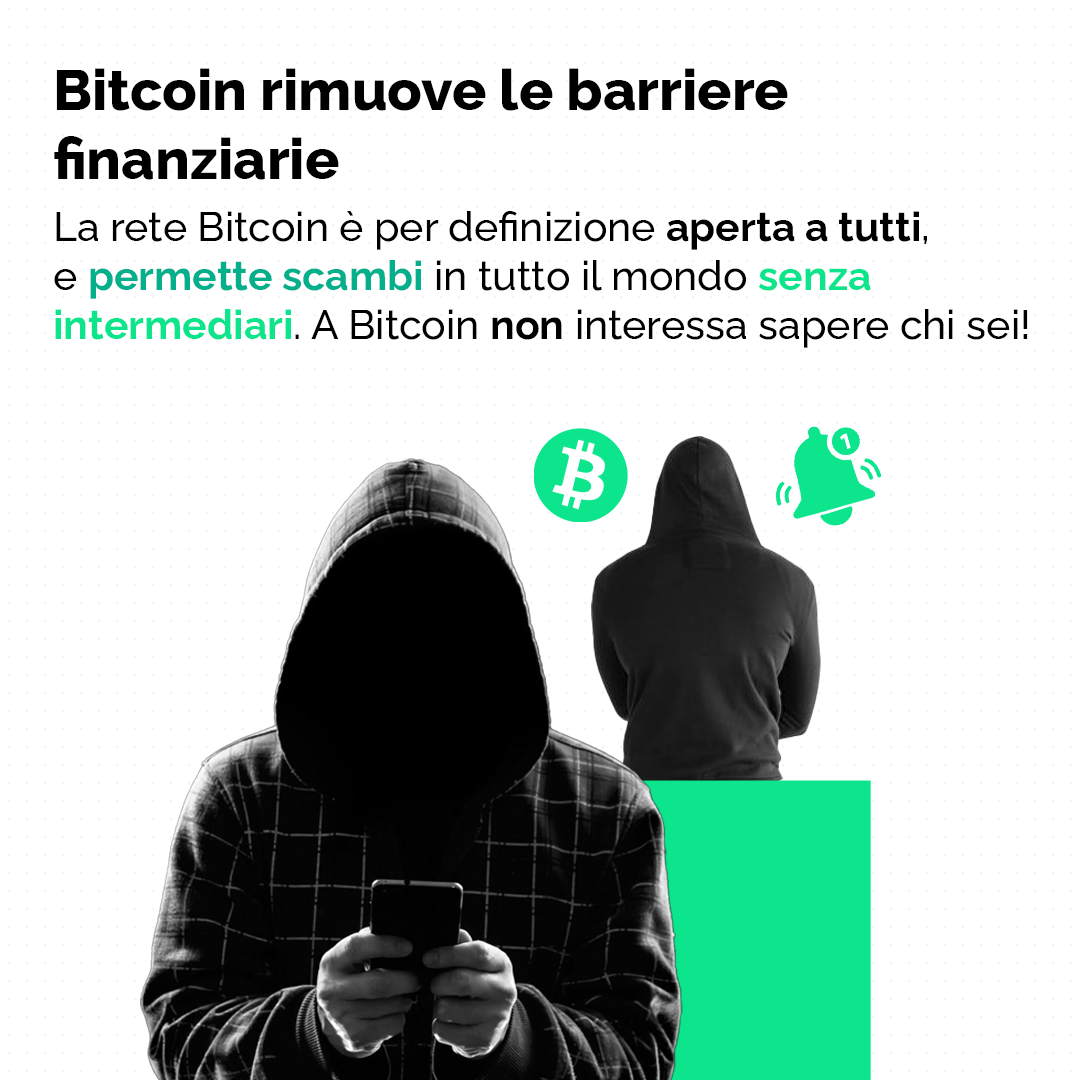 Bitcoin rimuove le barriere
finanziarie
La rete Bitcoin è per definizione aperta a tutti,
e permette scambi in tutto il mondo senza
intermediari. A Bitcoin non interessa sapere chi sei!
1